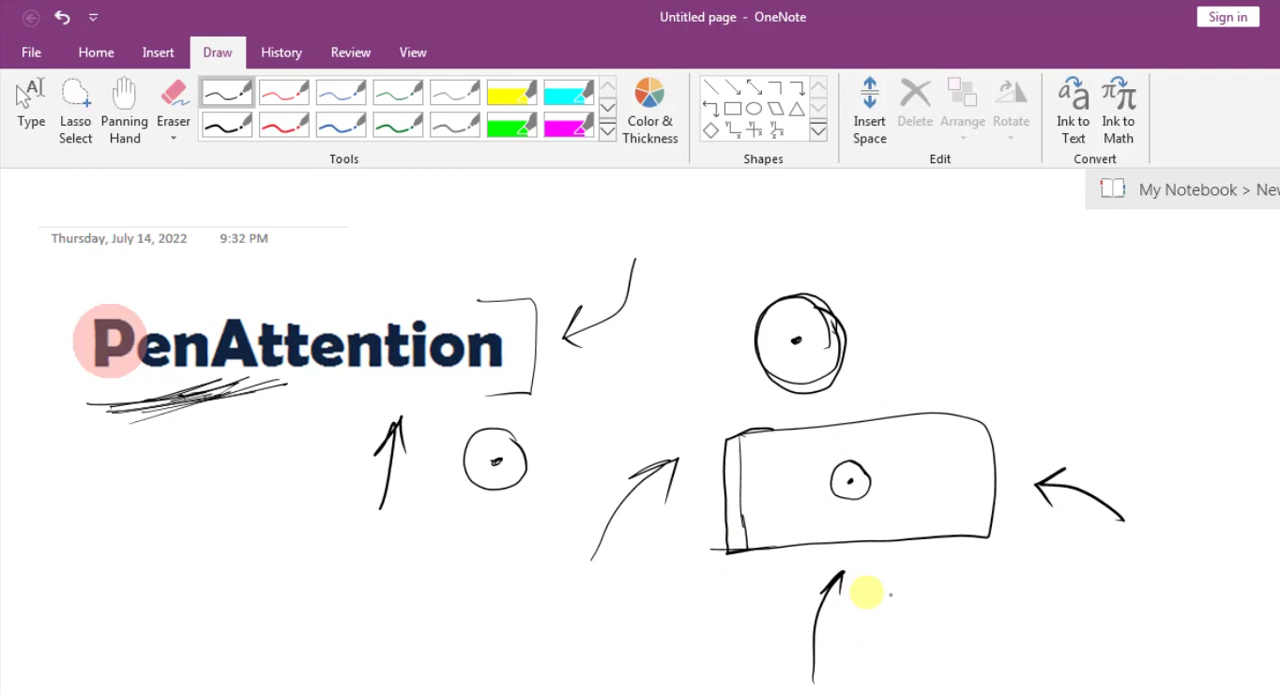 Untitled page - OneNote
Sign in
File Home Insert Draw History Review View
Type
Lasso Select
Panning Hand
Eraser
Color & Thickness
Insert Space
Delete
Arrange
Rotate
Ink to Text
Ink to Math
Tools
Shapes
Edit
Convert
My Notebook > New
Thursday, July 14, 2022 9:32 PM
PenAttention